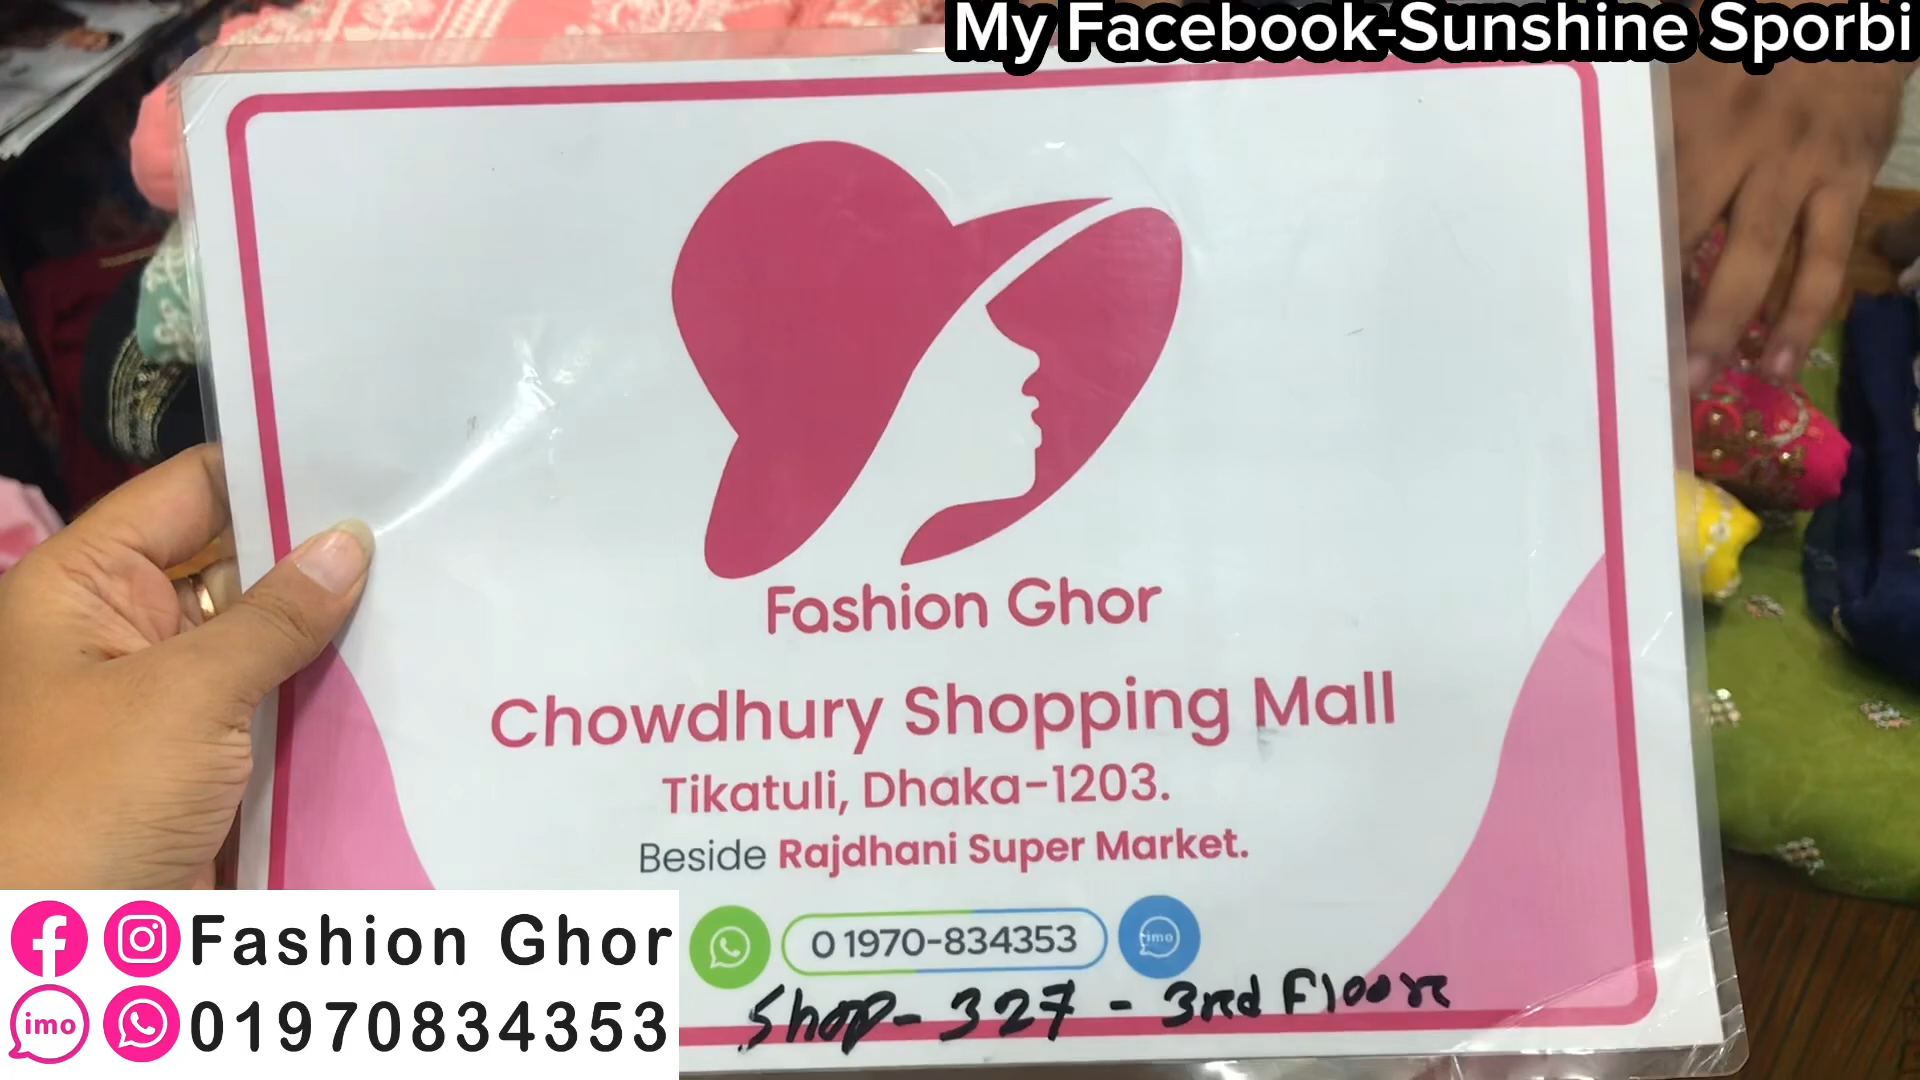 My Facebook-Sunshine Sporbi
Fashion Ghor
Chowdhury Shopping Mall
Tikatuli, Dhaka-1203.
Beside Rajdhani Super Market.
01970-834353
imo
Shop-327-3rd Floor
Fashion Ghor
imo
01970834353